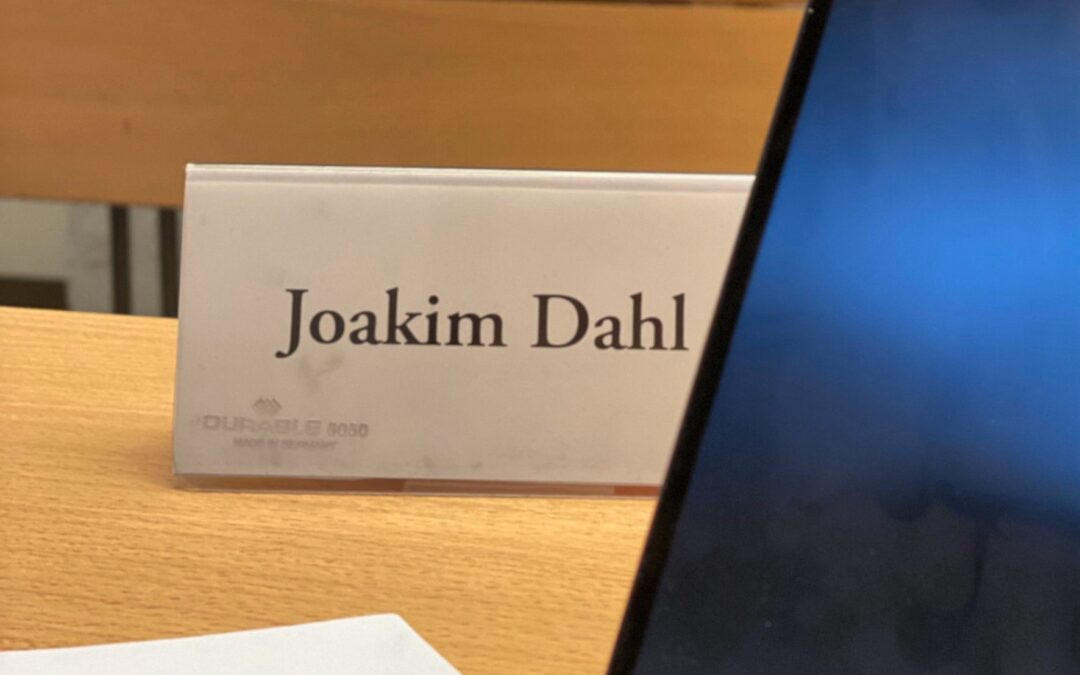 Joakim Dahl
DURABLE 8050
MADE IN GERMANY